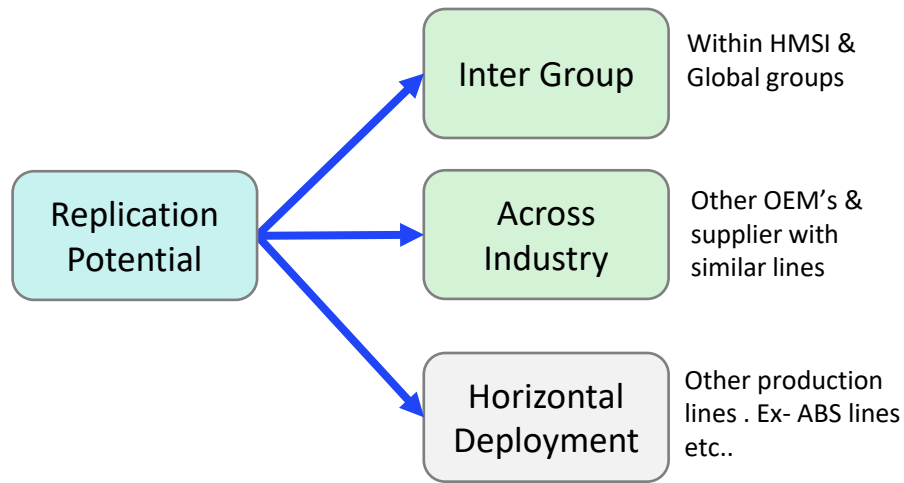 Replication
Potential
Inter Group
Within HMSI &
Global groups
Across
Industry
Other OEM’s &
supplier with
similar lines
Horizontal
Deployment
Other production
lines . Ex- ABS lines
etc..